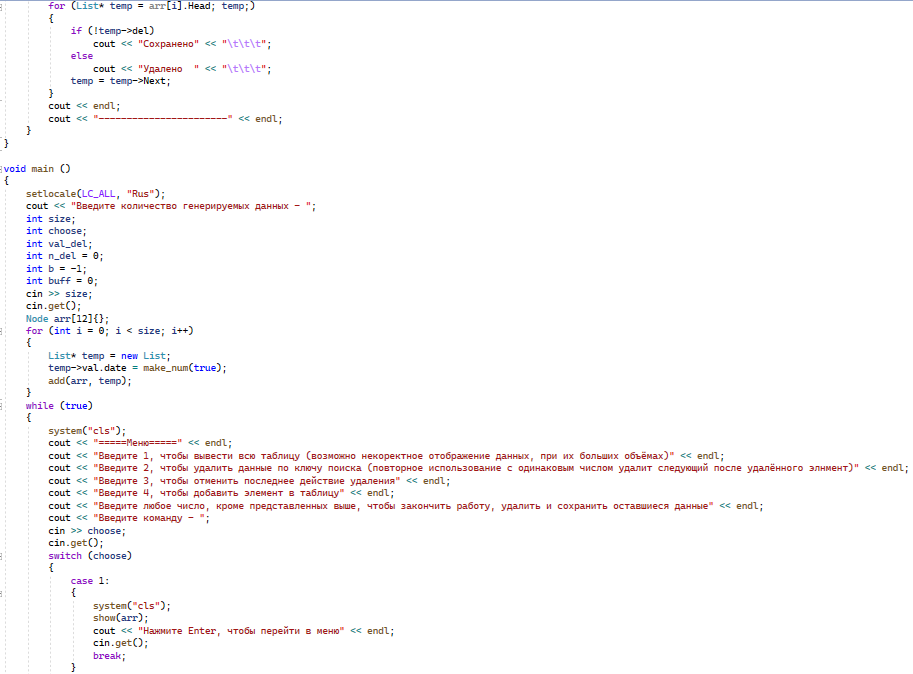 for (List* temp = arr[i].Head; temp;)
{
if (!temp->del)
cout << "Сохранено" << "\t\t\t";
else
cout << "Удалено  " << "\t\t\t";
temp = temp->Next;
}
cout << endl;
cout << "-----------------------" << endl;
}
}
void main ()
{
setlocale(LC_ALL, "Rus");
cout << "Введите количество генерируемых данных - ";
int size;
int choose;
int val_del;
int n_del = 0;
int b = -1;
int buff = 0;
cin >> size;
cin.get();
Node arr[12]{};
for (int i = 0; i < size; i++)
{
List* temp = new List;
temp->val.date = make_num(true);
add(arr, temp);
}
while (true)
{
system("cls");
cout << "=====Меню=====" << endl;
cout << "Введите 1, чтобы вывести всю таблицу (возможно некоректное отображение данных, при их больших объёмах)" << endl;
cout << "Введите 2, чтобы удалить данные по ключу поиска (повторное использование с одинаковым числом удалит следующий после удалённого элнмент)" << endl;
cout << "Введите 3, чтобы отменить последнее действие удаления" << endl;
cout << "Введите 4, чтобы добавить элемент в таблицу" << endl;
cout << "Введите любое число, кроме представленных выше, чтобы закончить работу, удалить и сохранить оставшиеся данные" << endl;
cout << "Введите команду - ";
cin >> choose;
cin.get();
switch (choose)
{
case 1:
{
system("cls");
show(arr);
cout << "Нажмите Enter, чтобы перейти в меню" << endl;
cin.get();
break;
}